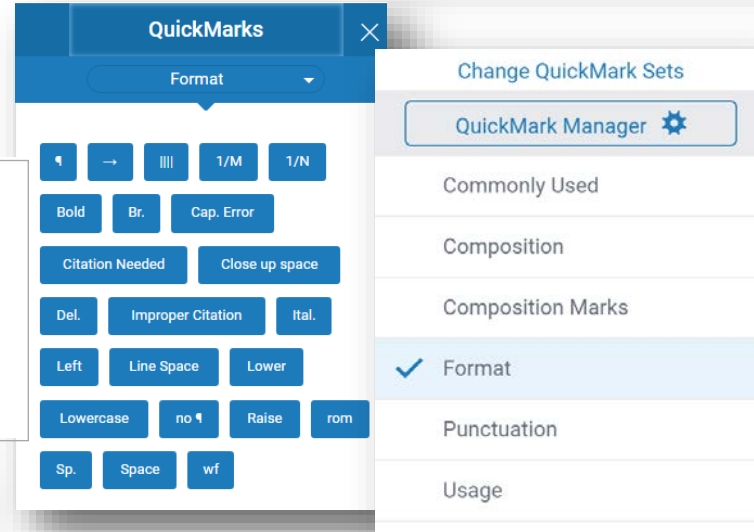 QuickMarks
Format
¶ → |||| 1/M 1/N
Bold Br. Cap. Error
Citation Needed Close up space
Del. Improper Citation Ital.
Left Line Space Lower
Lowercase no ¶ Raise rom
Sp. Space wf
Change QuickMark Sets
QuickMark Manager
Commonly Used
Composition
Composition Marks
Format
Punctuation
Usage